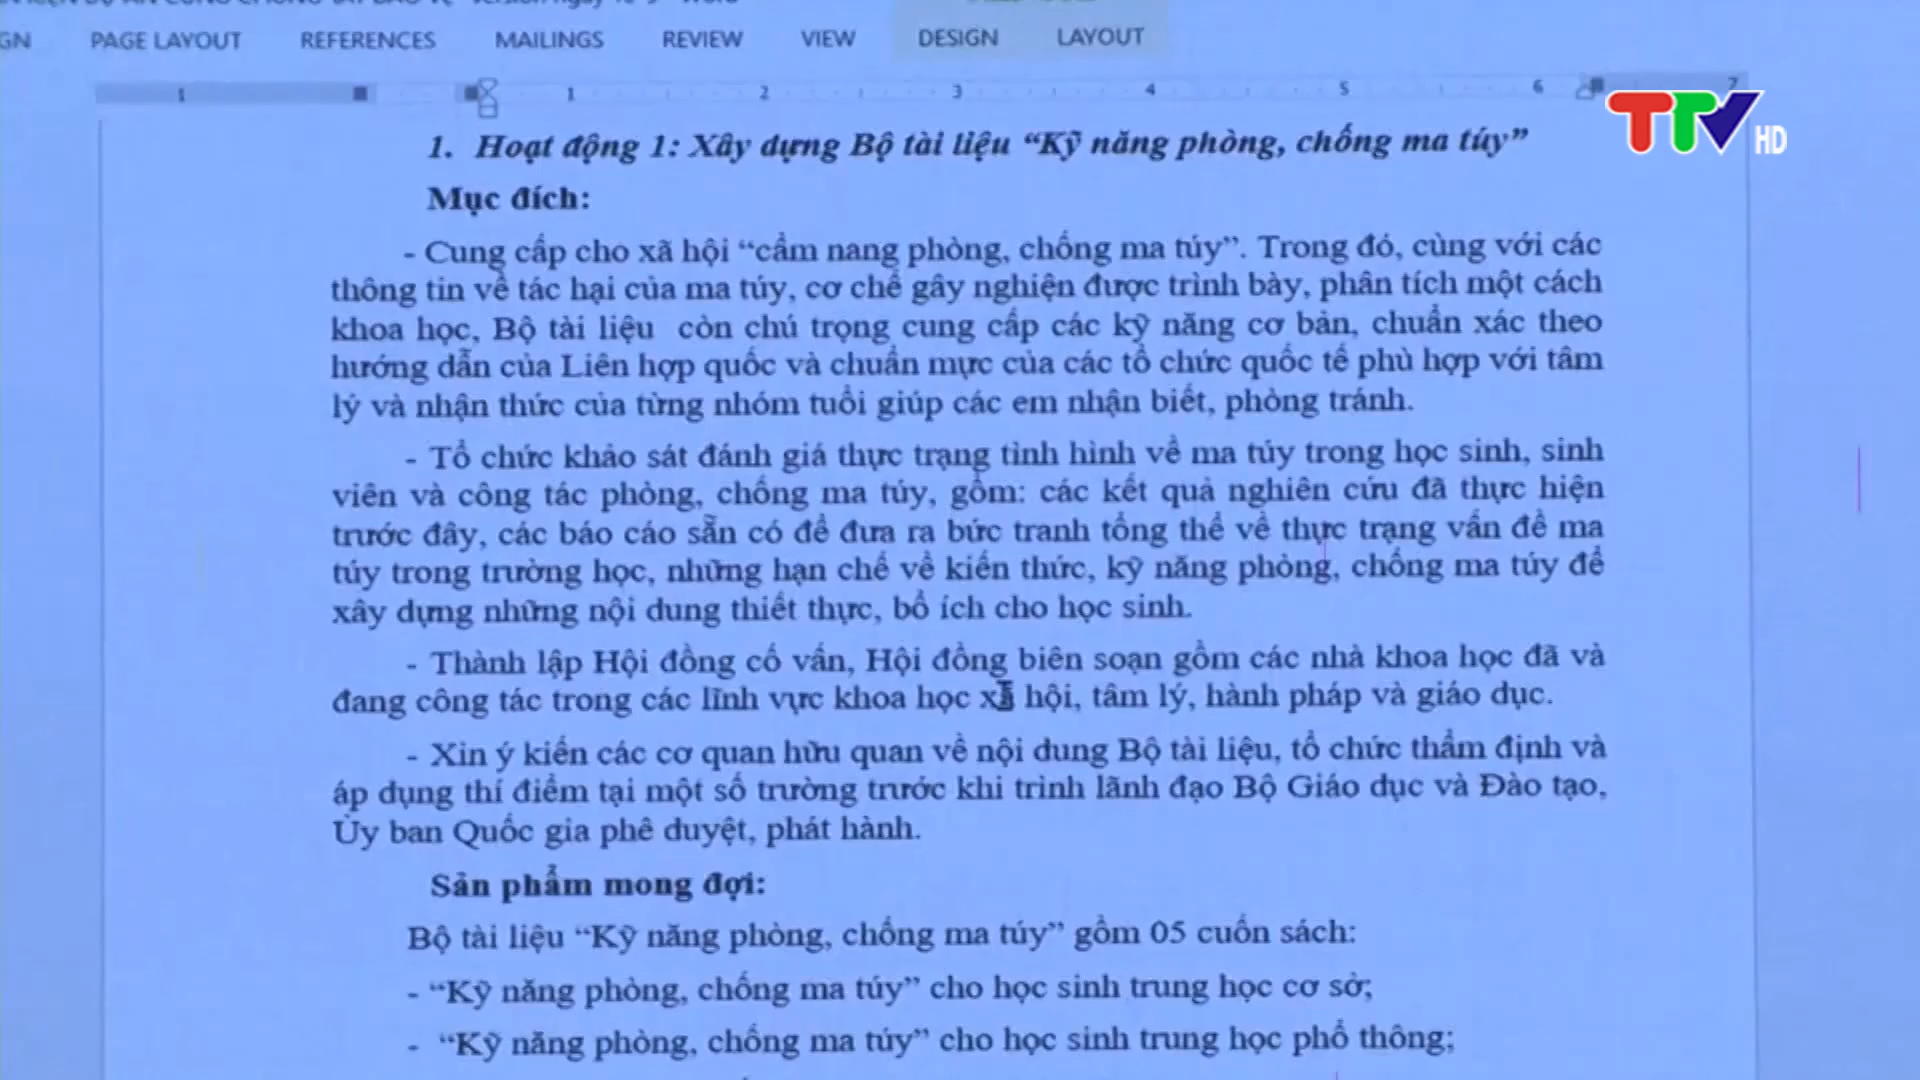 GN PAGE LAYOUT REFERENCES MAILINGS REVIEW VIEW DESIGN LAYOUT
1 1 2 3 4 5 6 7
TTV HD
1. Hoạt động 1: Xây dựng Bộ tài liệu “Kỹ năng phòng, chống ma túy”
Mục đích:
- Cung cấp cho xã hội “cẩm nang phòng, chống ma túy”. Trong đó, cùng với các
thông tin về tác hại của ma túy, cơ chế gây nghiện được trình bày, phân tích một cách
khoa học, Bộ tài liệu còn chú trọng cung cấp các kỹ năng cơ bản, chuẩn xác theo
hướng dẫn của Liên hợp quốc và chuẩn mực của các tổ chức quốc tế phù hợp với tâm
lý và nhận thức của từng nhóm tuổi giúp các em nhận biết, phòng tránh.
- Tổ chức khảo sát đánh giá thực trạng tình hình về ma túy trong học sinh, sinh
viên và công tác phòng, chống ma túy, gồm: các kết quả nghiên cứu đã thực hiện
trước đây, các báo cáo sẵn có để đưa ra bức tranh tổng thể về thực trạng vấn đề ma
túy trong trường học, những hạn chế về kiến thức, kỹ năng phòng, chống ma túy để
xây dựng những nội dung thiết thực, bổ ích cho học sinh.
- Thành lập Hội đồng cố vấn, Hội đồng biên soạn gồm các nhà khoa học đã và
đang công tác trong các lĩnh vực khoa học xã hội, tâm lý, hành pháp và giáo dục.
- Xin ý kiến các cơ quan hữu quan về nội dung Bộ tài liệu, tổ chức thẩm định và
áp dụng thí điểm tại một số trường trước khi trình lãnh đạo Bộ Giáo dục và Đào tạo,
Ủy ban Quốc gia phê duyệt, phát hành.
Sản phẩm mong đợi:
Bộ tài liệu “Kỹ năng phòng, chống ma túy” gồm 05 cuốn sách:
- “Kỹ năng phòng, chống ma túy” cho học sinh trung học cơ sở;
- “Kỹ năng phòng, chống ma túy” cho học sinh trung học phổ thông;